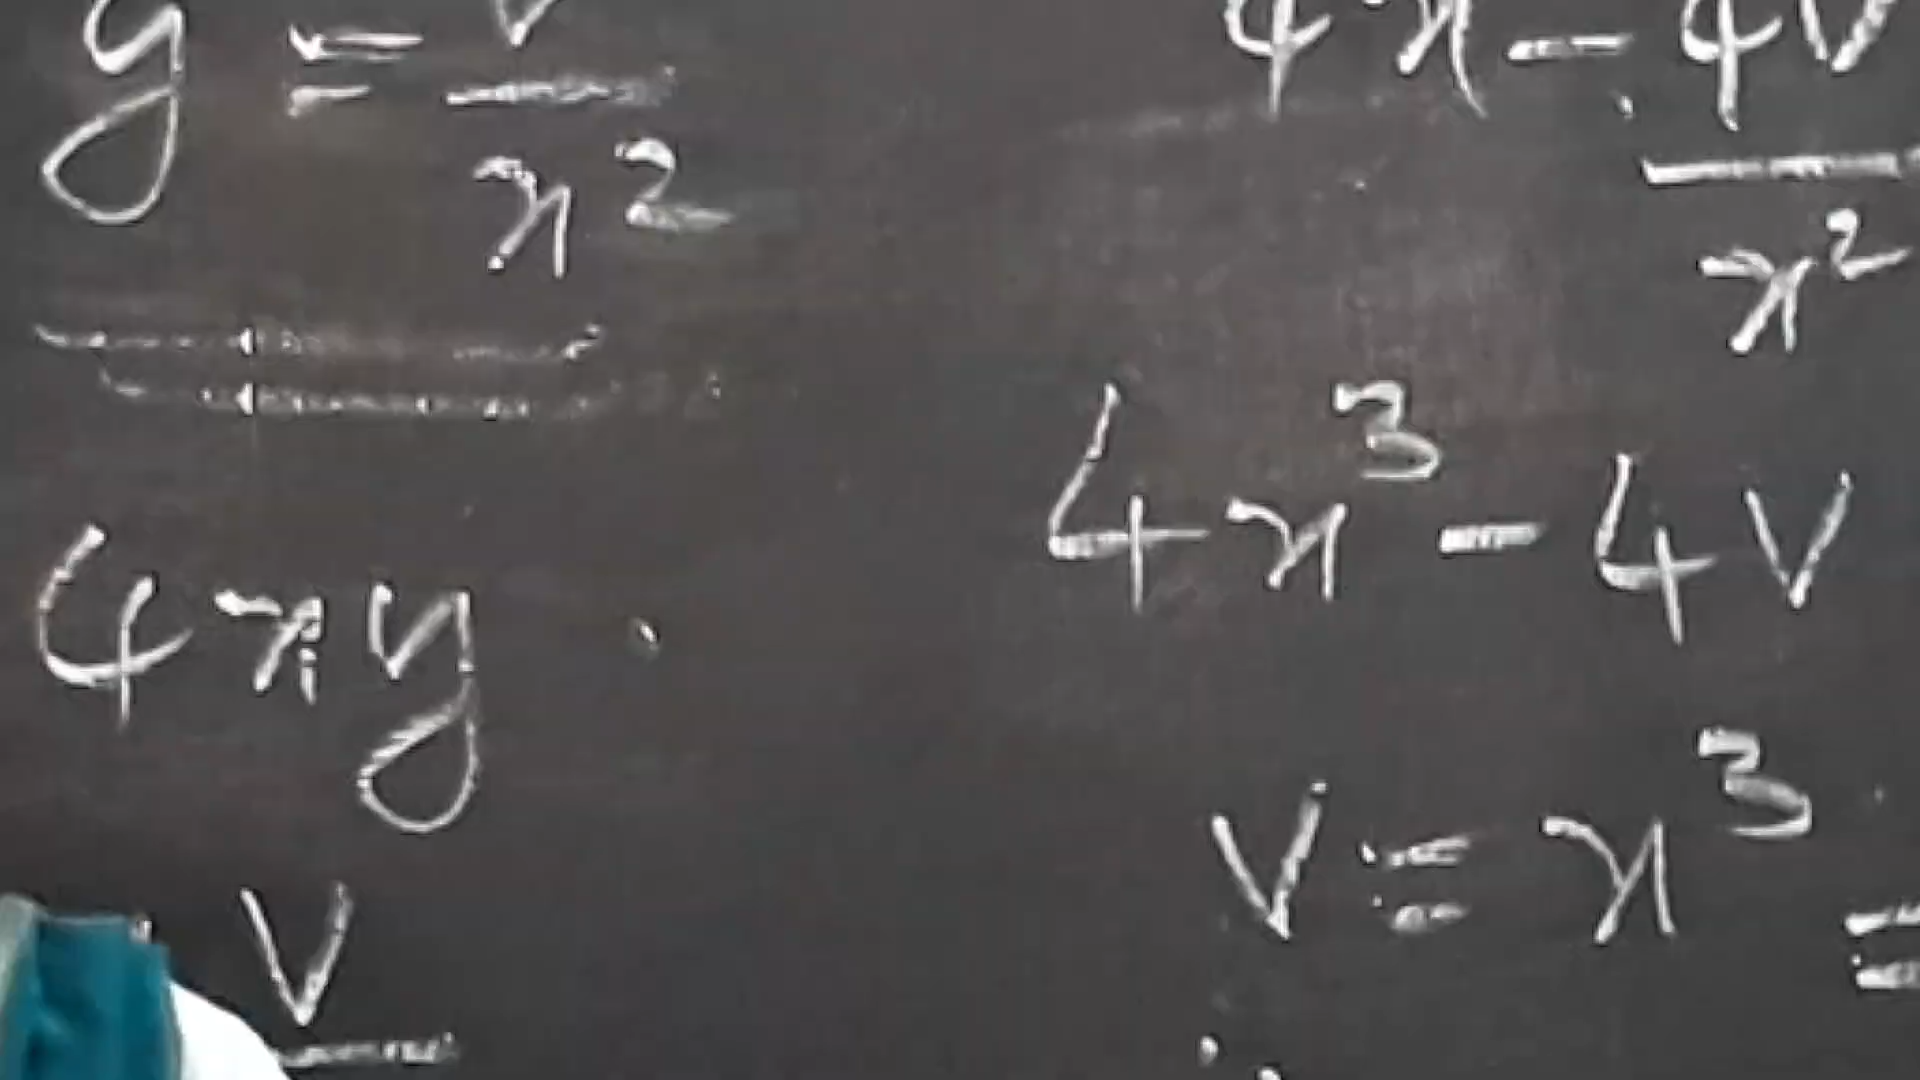 y = V/x²
4xy
V
4x - 4V/x²
4x³ - 4V
V = x³ =